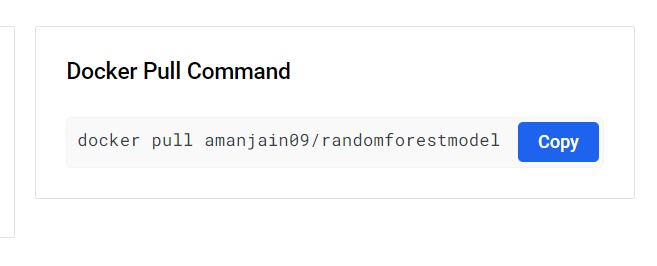 Docker Pull Command
docker pull amanjain09/randomforestmodel
Copy